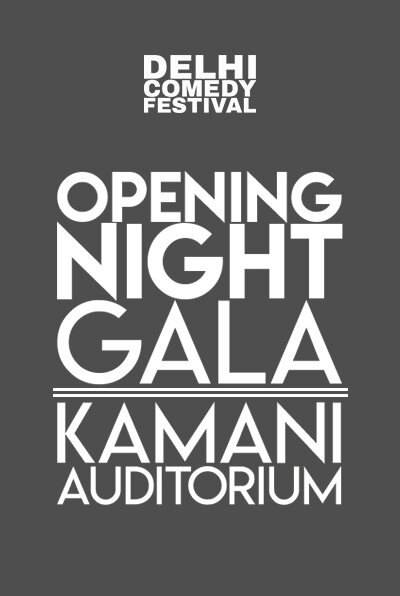 DELHI
COMEDY
FESTIVAL
OPENING
NIGHT
GALA
KAMANI
AUDITORIUM